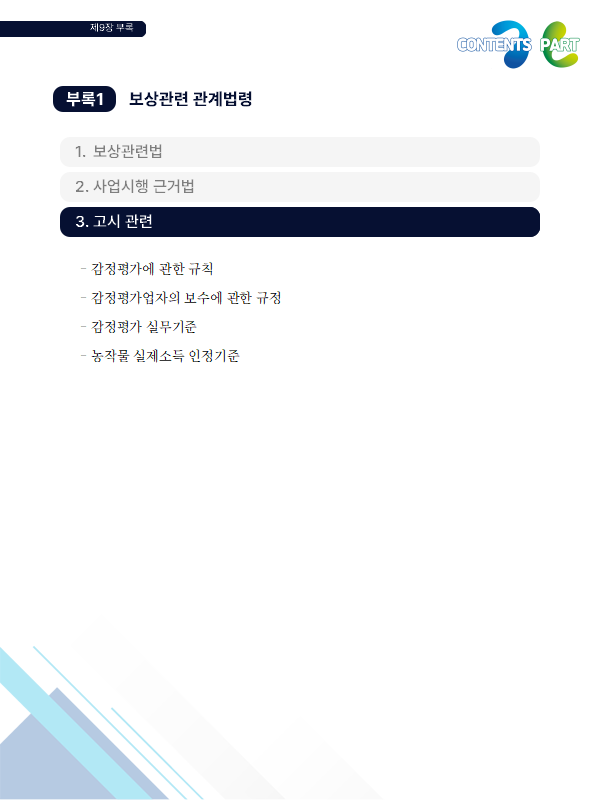 제9장 부록
CONTENTS PART
부록1 보상관련 관계법령
1. 보상관련법
2. 사업시행 근거법
3. 고시 관련
- 감정평가에 관한 규칙
- 감정평가업자의 보수에 관한 규정
- 감정평가 실무기준
- 농작물 실제소득 인정기준